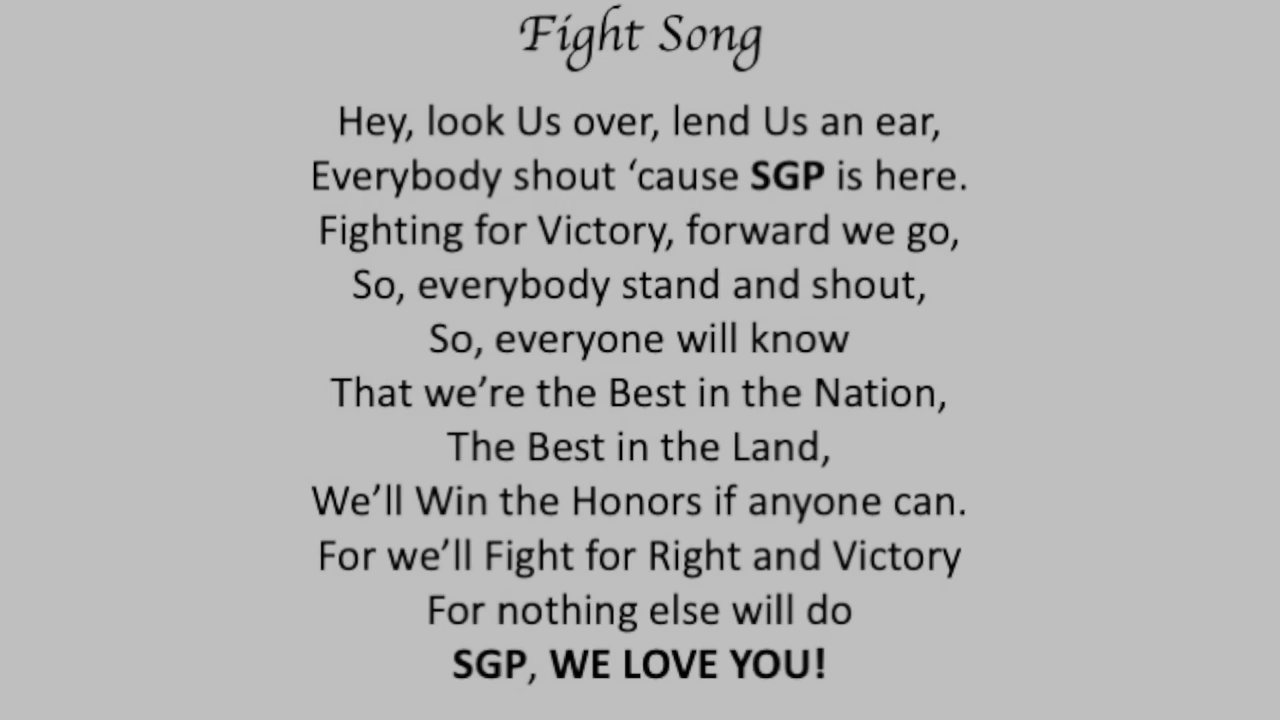 Fight Song
Hey, look Us over, lend Us an ear,
Everybody shout ‘cause SGP is here.
Fighting for Victory, forward we go,
So, everybody stand and shout,
So, everyone will know
That we’re the Best in the Nation,
The Best in the Land,
We’ll Win the Honors if anyone can.
For we’ll Fight for Right and Victory
For nothing else will do
SGP, WE LOVE YOU!